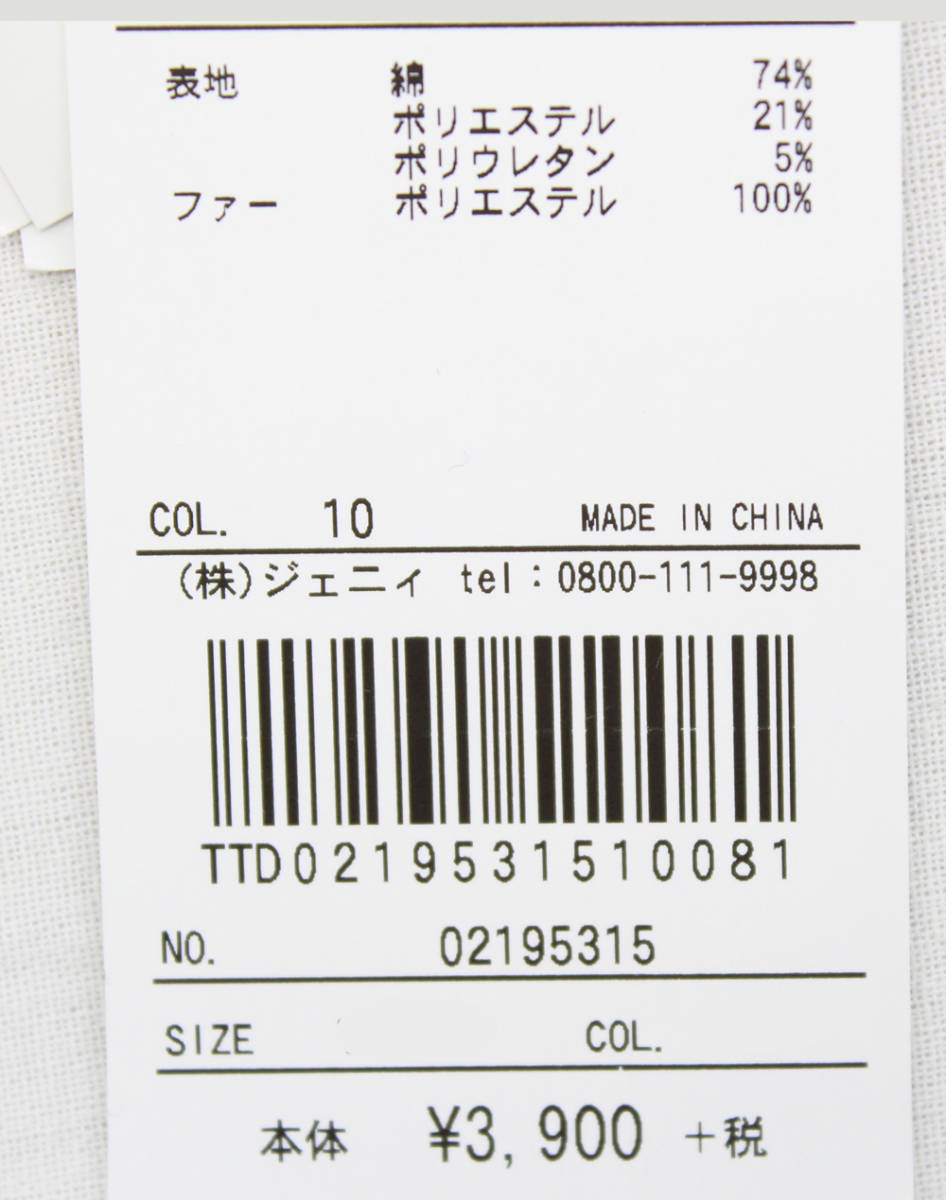 表地 綿 74%
ポリエステル 21%
ポリウレタン 5%
ファー ポリエステル 100%
COL. 10 MADE IN CHINA
(株)ジェニィ tel:0800-111-9998
TTD0219531510081
NO. 02195315
SIZE COL.
本体 ¥3,900 +税